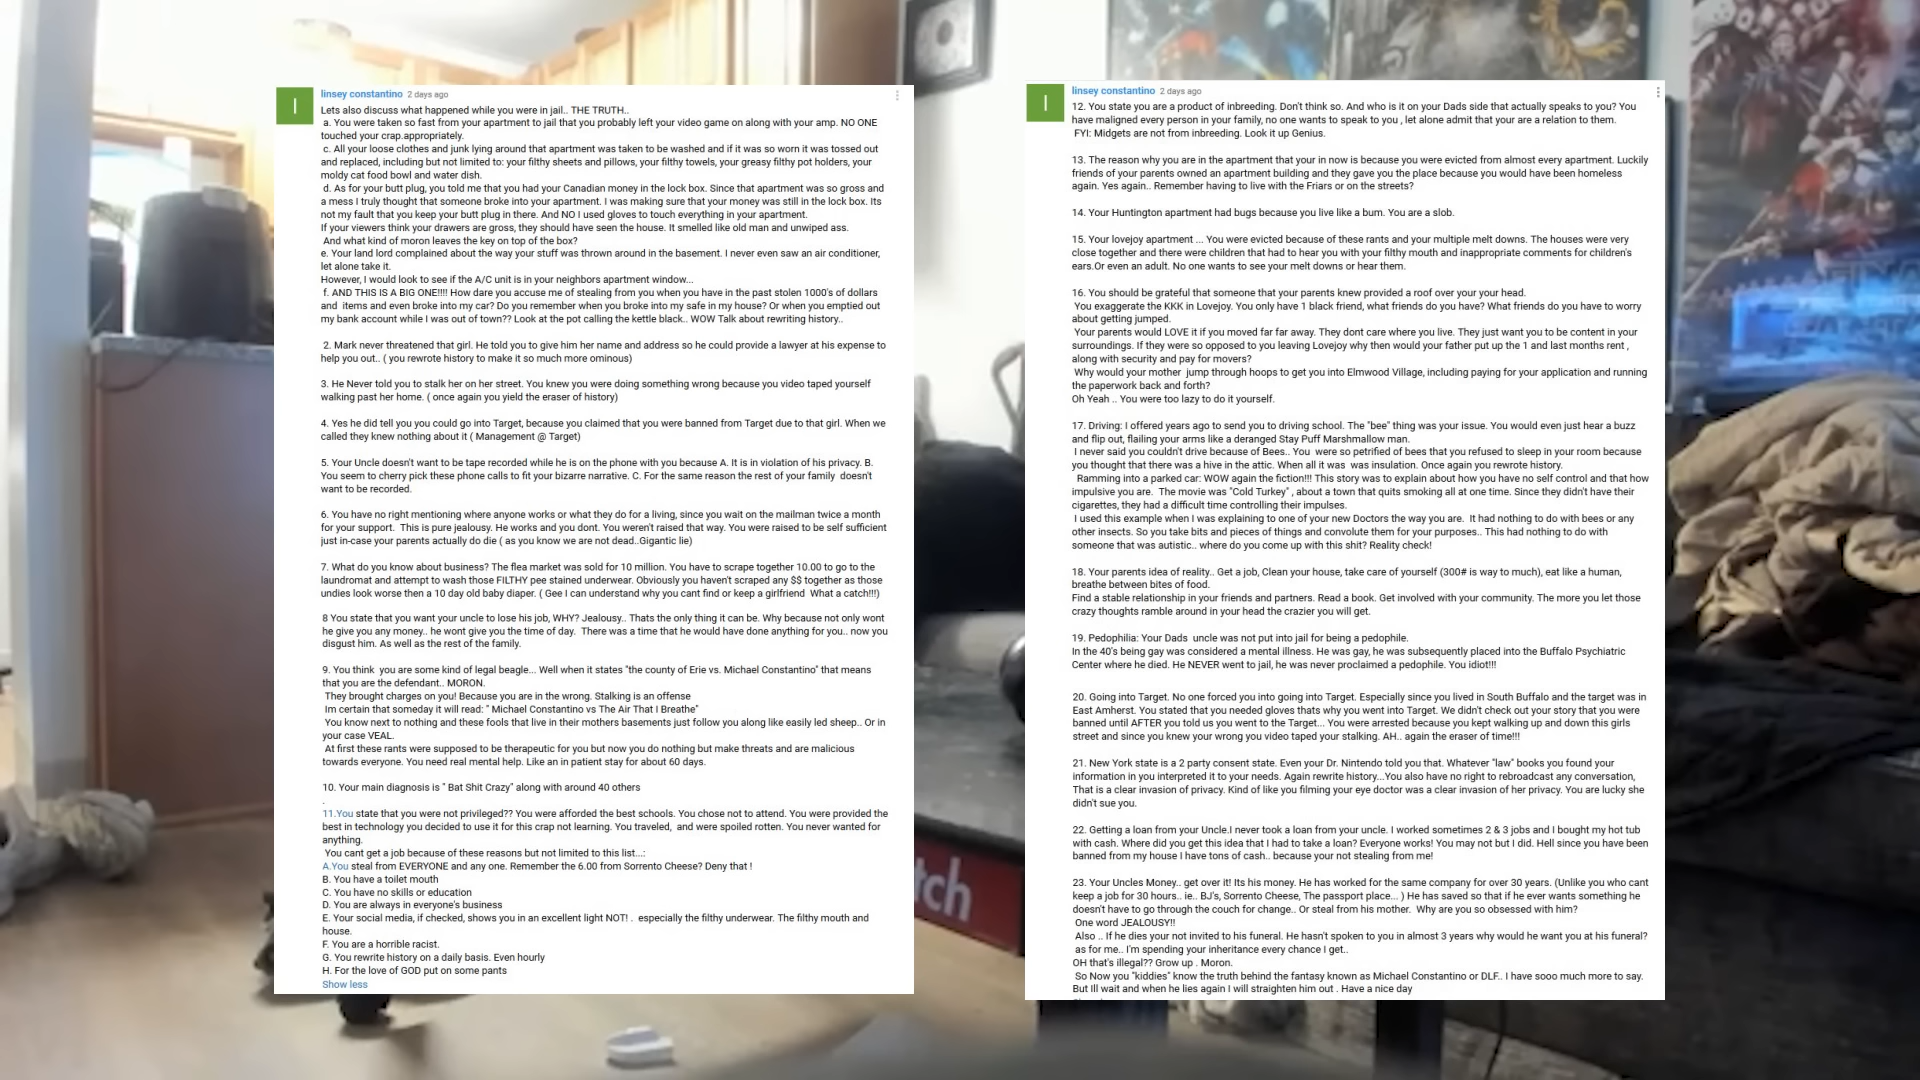 linsey constantino 2 days ago
Lets also discuss what happened while you were in jail.. THE TRUTH..
a. You were taken so fast from your apartment to jail that you probably left your video game on along with your amp. NO ONE
touched your crap.appropriately.
c. All your loose clothes and junk lying around that apartment was taken to be washed and if it was so worn it was tossed out
and replaced, including but not limited to: your filthy sheets and pillows, your filthy towels, your greasy filthy pot holders, your
moldy cat food bowl and water dish.
d. As for your butt plug, you told me that you had your Canadian money in the lock box. Since that apartment was so gross and
a mess I truly thought that someone broke into your apartment. I was making sure that your money was still in the lock box. Its
not my fault that you keep your butt plug in there. And NO I used gloves to touch everything in your apartment.
If your viewers think your drawers are gross, they should have seen the house. It smelled like old man and unwiped ass.
And what kind of moron leaves the key on top of the box?
e. Your land lord complained about the way your stuff was thrown around in the basement. I never even saw an air conditioner,
let alone take it.
However, I would look to see if the A/C unit is in your neighbors apartment window...
f. AND THIS IS A BIG ONE!!!! How dare you accuse me of stealing from you when you have in the past stolen 1000's of dollars
and items and even broke into my car? Do you remember when you broke into my safe in my house? Or when you emptied out
my bank account while I was out of town?? Look at the pot calling the kettle black.. WOW Talk about rewriting history..
2. Mark never threatened that girl. He told you to give him her name and address so he could provide a lawyer at his expense to
help you out.. ( you rewrote history to make it so much more ominous)
3. He Never told you to stalk her on her street. You knew you were doing something wrong because you video taped yourself
walking past her home. ( once again you yield the eraser of history)
4. Yes he did tell you you could go into Target, because you claimed that you were banned from Target due to that girl. When we
called they knew nothing about it ( Management @ Target)
5. Your Uncle doesn't want to be tape recorded while he is on the phone with you because A. It is in violation of his privacy. B.
You seem to cherry pick these phone calls to fit your bizarre narrative. C. For the same reason the rest of your family doesn't
want to be recorded.
6. You have no right mentioning where anyone works or what they do for a living, since you wait on the mailman twice a month
for your support. This is pure jealousy. He works and you dont. You weren't raised that way. You were raised to be self sufficient
just in-case your parents actually do die ( as you know we are not dead..Gigantic lie)
7. What do you know about business? The flea market was sold for 10 million. You have to scrape together 10.00 to go to the
laundromat and attempt to wash those FILTHY pee stained underwear. Obviously you haven't scraped any $$ together as those
undies look worse then a 10 day old baby diaper. ( Gee I can understand why you cant find or keep a girlfriend What a catch!!!)
8 You state that you want your uncle to lose his job, WHY? Jealousy.. Thats the only thing it can be. Why because not only wont
he give you any money.. he wont give you the time of day. There was a time that he would have done anything for you.. now you
disgust him. As well as the rest of the family.
9. You think you are some kind of legal beagle... Well when it states "the county of Erie vs. Michael Constantino" that means
that you are the defendant.. MORON.
They brought charges on you! Because you are in the wrong. Stalking is an offense
Im certain that someday it will read: " Michael Constantino vs The Air That I Breathe"
You know next to nothing and these fools that live in their mothers basements just follow you along like easily led sheep.. Or in
your case VEAL.
At first these rants were supposed to be therapeutic for you but now you do nothing but make threats and are malicious
towards everyone. You need real mental help. Like an in patient stay for about 60 days.
10. Your main diagnosis is " Bat Shit Crazy" along with around 40 others
.
11.You state that you were not privileged?? You were afforded the best schools. You chose not to attend. You were provided the
best in technology you decided to use it for this crap not learning. You traveled, and were spoiled rotten. You never wanted for
anything.
You cant get a job because of these reasons but not limited to this list...:
A.You steal from EVERYONE and any one. Remember the 6.00 from Sorrento Cheese? Deny that !
B. You have a toilet mouth
C. You have no skills or education
D. You are always in everyone's business
E. Your social media, if checked, shows you in an excellent light NOT! . especially the filthy underwear. The filthy mouth and
house.
F. You are a horrible racist.
G. You rewrite history on a daily basis. Even hourly
H. For the love of GOD put on some pants
Show less
linsey constantino 2 days ago
12. You state you are a product of inbreeding. Don't think so. And who is it on your Dads side that actually speaks to you? You
have maligned every person in your family, no one wants to speak to you , let alone admit that your are a relation to them.
FYI: Midgets are not from inbreeding. Look it up Genius.
13. The reason why you are in the apartment that your in now is because you were evicted from almost every apartment. Luckily
friends of your parents owned an apartment building and they gave you the place because you would have been homeless
again. Yes again.. Remember having to live with the Friars or on the streets?
14. Your Huntington apartment had bugs because you live like a bum. You are a slob.
15. Your lovejoy apartment ... You were evicted because of these rants and your multiple melt downs. The houses were very
close together and there were children that had to hear you with your filthy mouth and inappropriate comments for children's
ears.Or even an adult. No one wants to see your melt downs or hear them.
16. You should be grateful that someone that your parents knew provided a roof over your your head.
You exaggerate the KKK in Lovejoy. You only have 1 black friend, what friends do you have? What friends do you have to worry
about getting jumped.
Your parents would LOVE it if you moved far far away. They dont care where you live. They just want you to be content in your
surroundings. If they were so opposed to you leaving Lovejoy why then would your father put up the 1 and last months rent ,
along with security and pay for movers?
Why would your mother jump through hoops to get you into Elmwood Village, including paying for your application and running
the paperwork back and forth?
Oh Yeah .. You were too lazy to do it yourself.
17. Driving: I offered years ago to send you to driving school. The "bee" thing was your issue. You would even just hear a buzz
and flip out, flailing your arms like a deranged Stay Puff Marshmallow man.
I never said you couldn't drive because of Bees.. You were so petrified of bees that you refused to sleep in your room because
you thought that there was a hive in the attic. When all it was was insulation. Once again you rewrote history.
Ramming into a parked car: WOW again the fiction!!! This story was to explain about how you have no self control and that how
impulsive you are. The movie was "Cold Turkey" , about a town that quits smoking all at one time. Since they didn't have their
cigarettes, they had a difficult time controlling their impulses.
I used this example when I was explaining to one of your new Doctors the way you are. It had nothing to do with bees or any
other insects. So you take bits and pieces of things and convolute them for your purposes.. This had nothing to do with
someone that was autistic.. where do you come up with this shit? Reality check!
18. Your parents idea of reality.. Get a job, Clean your house, take care of yourself (300# is way to much), eat like a human,
breathe between bites of food.
Find a stable relationship in your friends and partners. Read a book. Get involved with your community. The more you let those
crazy thoughts ramble around in your head the crazier you will get.
19. Pedophilia: Your Dads uncle was not put into jail for being a pedophile.
In the 40's being gay was considered a mental illness. He was gay, he was subsequently placed into the Buffalo Psychiatric
Center where he died. He NEVER went to jail, he was never proclaimed a pedophile. You idiot!!!
20. Going into Target. No one forced you into going into Target. Especially since you lived in South Buffalo and the target was in
East Amherst. You stated that you needed gloves thats why you went into Target. We didn't check out your story that you were
banned until AFTER you told us you went to the Target... You were arrested because you kept walking up and down this girls
street and since you knew your wrong you video taped your stalking. AH.. again the eraser of time!!!
21. New York state is a 2 party consent state. Even your Dr. Nintendo told you that. Whatever "law" books you found your
information in you interpreted it to your needs. Again rewrite history...You also have no right to rebroadcast any conversation,
That is a clear invasion of privacy. Kind of like you filming your eye doctor was a clear invasion of her privacy. You are lucky she
didn't sue you.
22. Getting a loan from your Uncle.I never took a loan from your uncle. I worked sometimes 2 & 3 jobs and I bought my hot tub
with cash. Where did you get this idea that I had to take a loan? Everyone works! You may not but I did. Hell since you have been
banned from my house I have tons of cash.. because your not stealing from me!
23. Your Uncles Money.. get over it! Its his money. He has worked for the same company for over 30 years. (Unlike you who cant
keep a job for 30 hours.. ie.. BJ's, Sorrento Cheese, The passport place... ) He has saved so that if he ever wants something he
doesn't have to go through the couch for change.. Or steal from his mother. Why are you so obsessed with him?
One word JEALOUSY!!
Also .. If he dies your not invited to his funeral. He hasn't spoken to you in almost 3 years why would he want you at his funeral?
as for me.. I'm spending your inheritance every chance I get..
OH that's illegal?? Grow up . Moron.
So Now you "kiddies" know the truth behind the fantasy known as Michael Constantino or DLF.. I have sooo much more to say.
But Ill wait and when he lies again I will straighten him out . Have a nice day